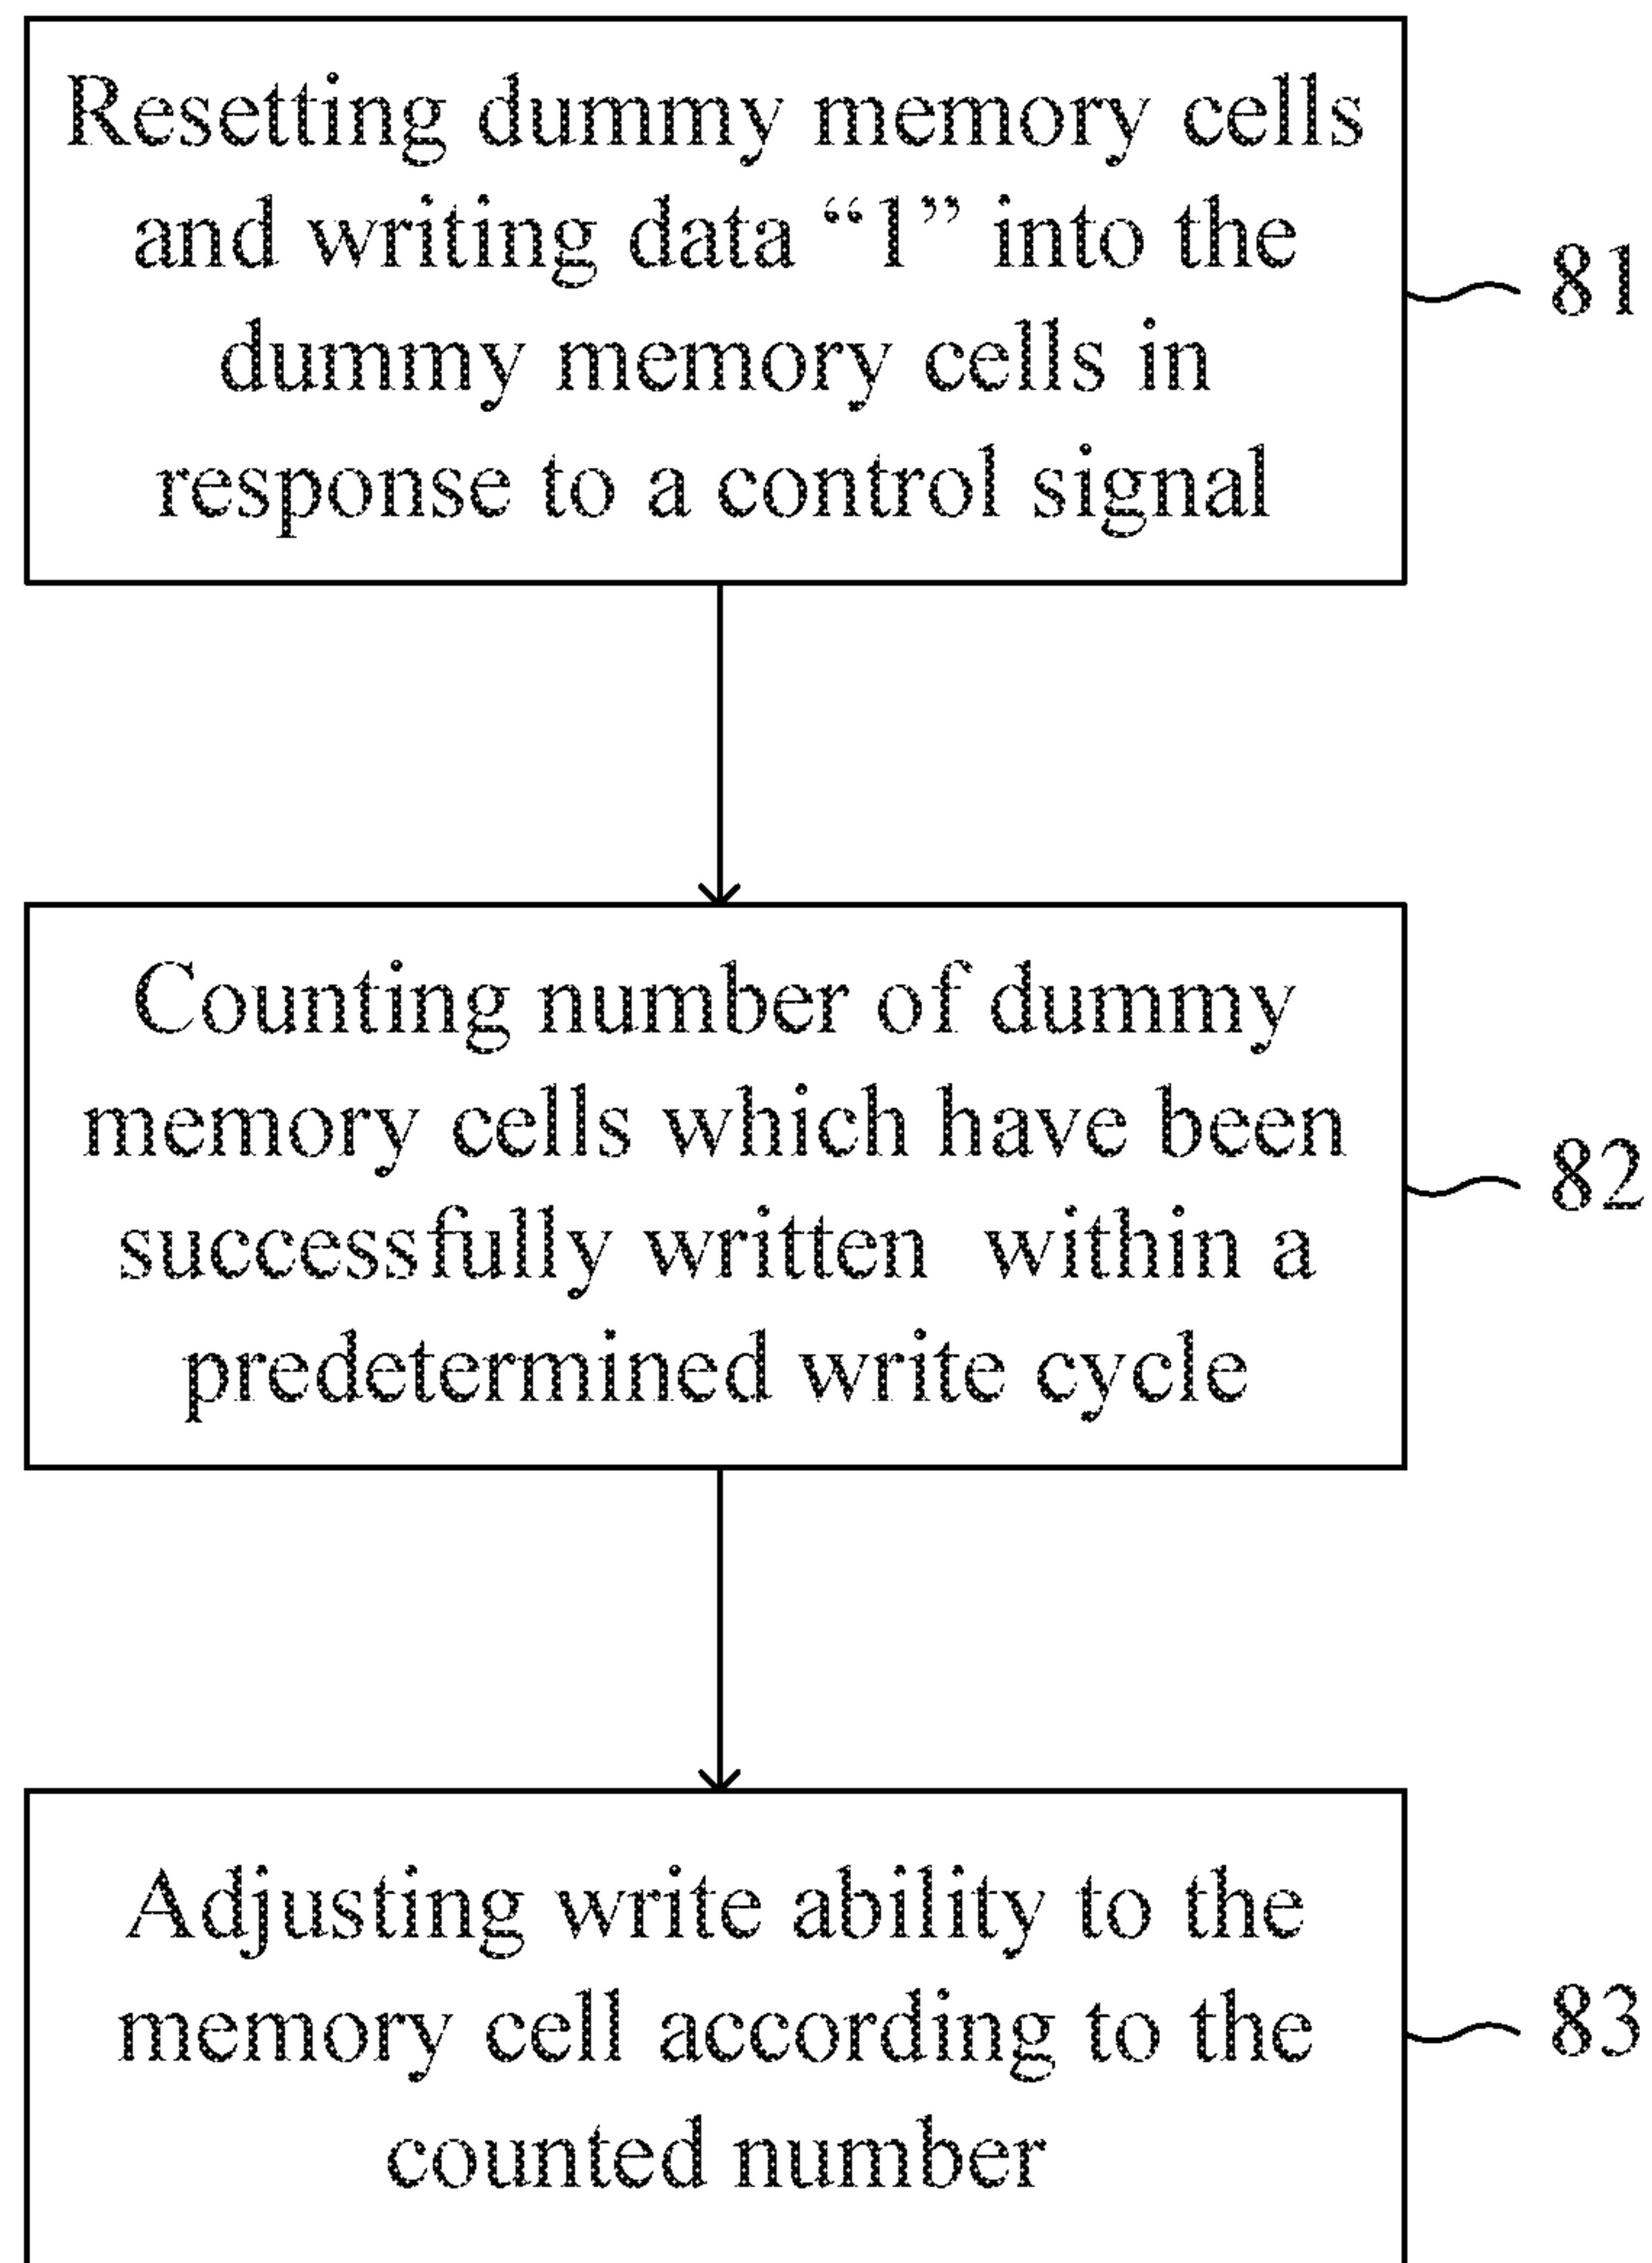 Resetting dummy memory cells
and writing data “1” into the
dummy memory cells in
response to a control signal
81
Counting number of dummy
memory cells which have been
successfully written within a
predetermined write cycle
82
Adjusting write ability to the
memory cell according to the
counted number
83